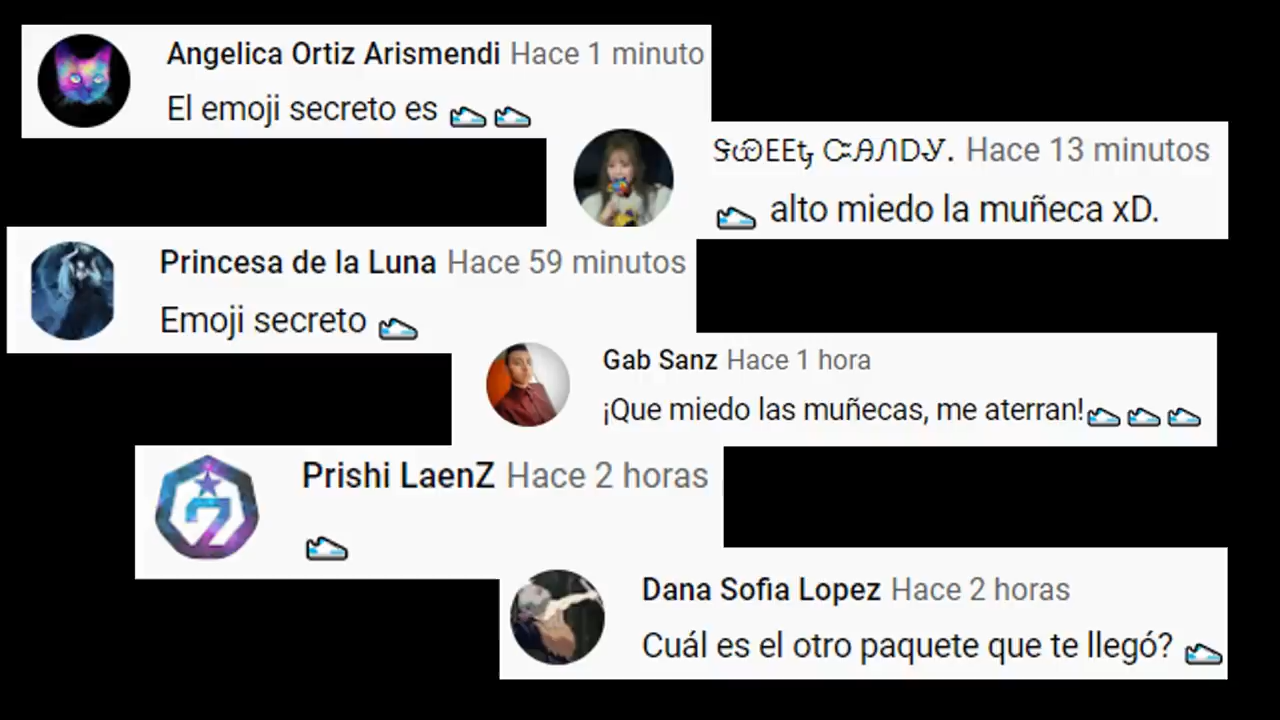 Angelica Ortiz Arismendi Hace 1 minuto
El emoji secreto es 👟👟
ꕷꔇEEţ ᏨᎯᏁDᎽ. Hace 13 minutos
👟 alto miedo la muñeca xD.
Princesa de la Luna Hace 59 minutos
Emoji secreto 👟
Gab Sanz Hace 1 hora
¡Que miedo las muñecas, me aterran!👟👟👟
Prishi LaenZ Hace 2 horas
👟
Dana Sofia Lopez Hace 2 horas
Cuál es el otro paquete que te llegó? 👟